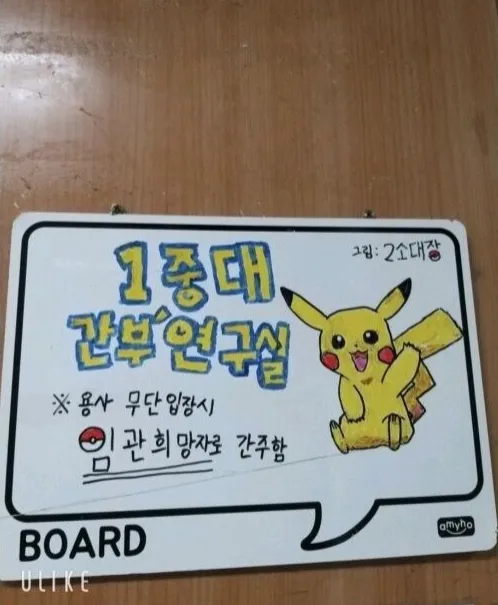 그림: 2소대장
1중대
간부'연구실
※ 용사 무단입장시
임관희망자로 간주함
BOARD
amyho
ULIKE